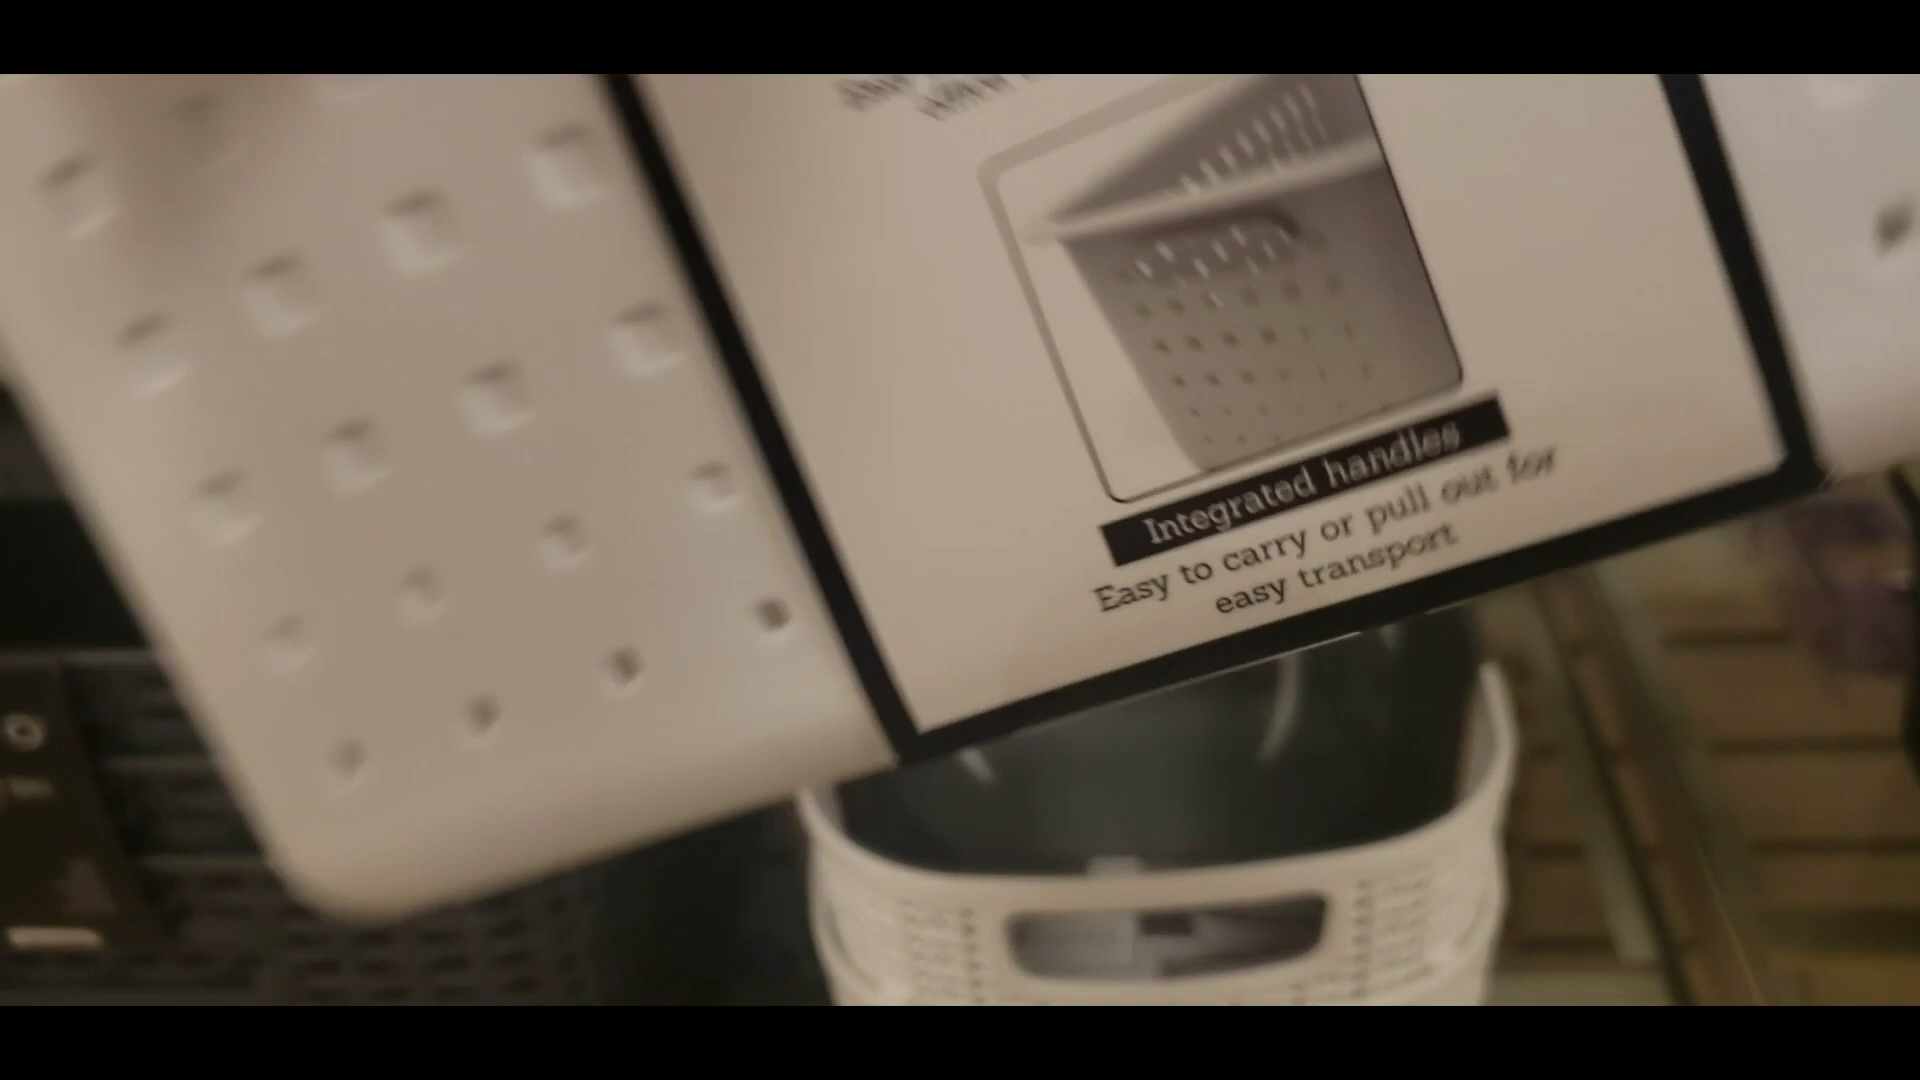 Integrated handles
Easy to carry or pull out for
easy transport